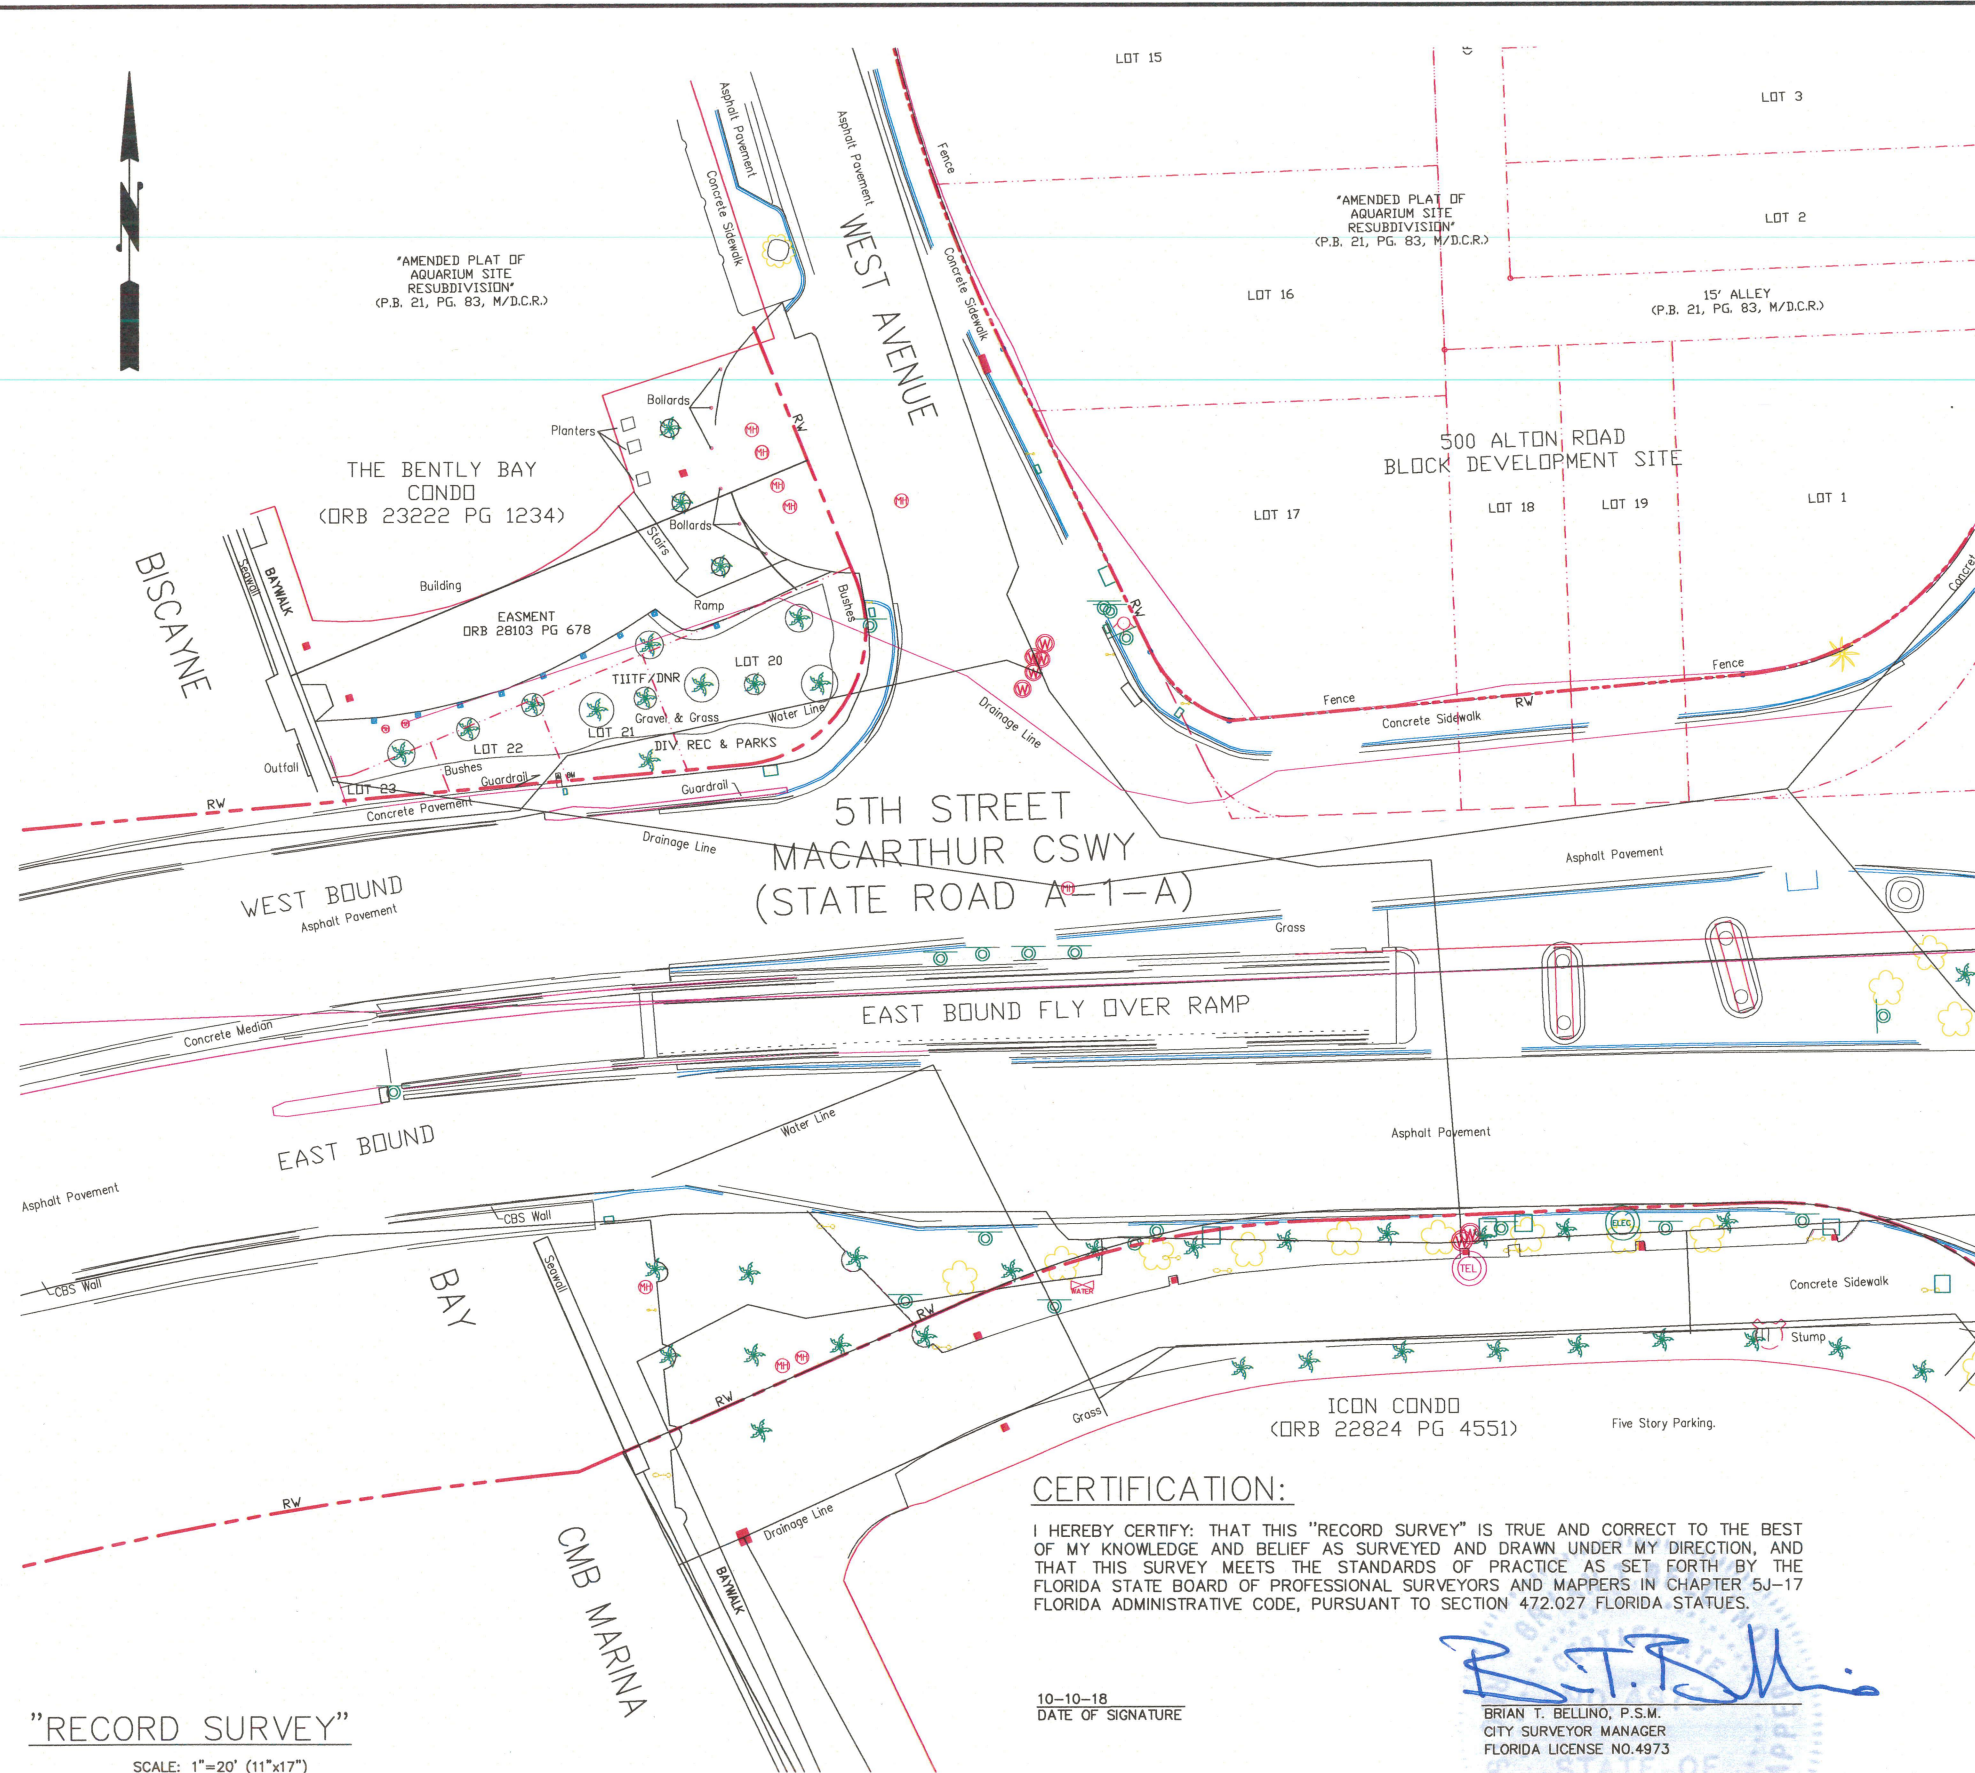 LOT 15
LOT 3
Asphalt Pavement
Asphalt Pavement
Fence
Concrete Sidewalk
"AMENDED PLAT OF
AQUARIUM SITE
RESUBDIVISION"
(P.B. 21, PG. 83, M/D.C.R.)
LOT 2
N
WEST AVENUE
"AMENDED PLAT OF
AQUARIUM SITE
RESUBDIVISION"
(P.B. 21, PG. 83, M/D.C.R.)
Concrete Sidewalk
LOT 16
15' ALLEY
(P.B. 21, PG. 83, M/D.C.R.)
Bollards
Planters
RW
MH
MH
500 ALTON ROAD
BLOCK DEVELOPMENT SITE
THE BENTLY BAY
CONDO
(ORB 23222 PG 1234)
MH
MH
MH
LOT 17
LOT 18
LOT 19
LOT 1
Bollards
Stairs
BISCAYNE
Seawall
BAYWALK
Building
Ramp
Bushes
RW
Concrete
EASMENT
ORB 28103 PG 678
LOT 20
W
W
W
W
W
Fence
TIITF/DNR
Fence
RW
Gravel & Grass
Water Line
Drainage Line
Concrete Sidewalk
LOT 21
LOT 22
DIV REC & PARKS
Outfall
Bushes
Guardrail
Guardrail
LOT 23
RW
Concrete Pavement
5TH STREET
MACARTHUR CSWY
(STATE ROAD A-1-A)
MH
Drainage Line
Asphalt Pavement
WEST BOUND
Asphalt Pavement
Grass
EAST BOUND FLY OVER RAMP
Concrete Median
Water Line
EAST BOUND
Asphalt Pavement
Asphalt Pavement
CBS Wall
ELEC
W
W
TEL
CBS Wall
BAY
Seawall
MH
WATER
RW
Concrete Sidewalk
Stump
MH
MH
RW
Grass
ICON CONDO
(ORB 22824 PG 4551)
Five Story Parking.
RW
Drainage Line
BAYWALK
CMB MARINA
CERTIFICATION:
I HEREBY CERTIFY: THAT THIS "RECORD SURVEY" IS TRUE AND CORRECT TO THE BEST
OF MY KNOWLEDGE AND BELIEF AS SURVEYED AND DRAWN UNDER MY DIRECTION, AND
THAT THIS SURVEY MEETS THE STANDARDS OF PRACTICE AS SET FORTH BY THE
FLORIDA STATE BOARD OF PROFESSIONAL SURVEYORS AND MAPPERS IN CHAPTER 5J-17
FLORIDA ADMINISTRATIVE CODE, PURSUANT TO SECTION 472.027 FLORIDA STATUES.
10-10-18
DATE OF SIGNATURE
BRIAN T. BELLINO, P.S.M.
CITY SURVEYOR MANAGER
FLORIDA LICENSE NO.4973
STATE OF
"RECORD SURVEY"
SCALE: 1"=20' (11"x17")